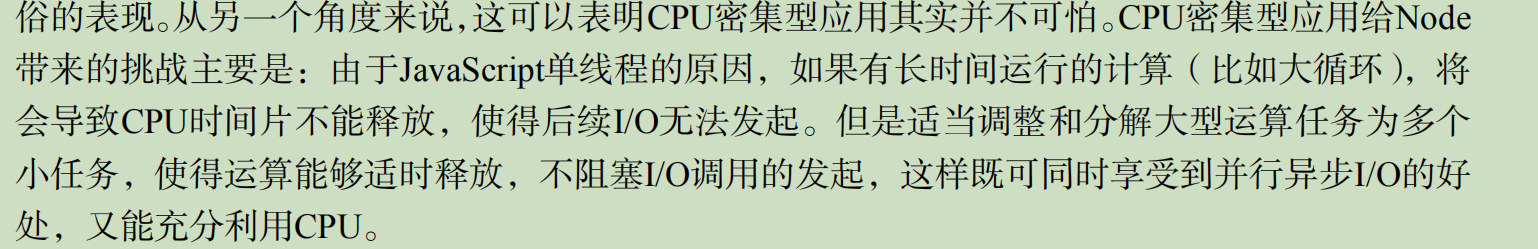 俗的表现。从另一个角度来说，这可以表明CPU密集型应用其实并不可怕。CPU密集型应用给Node
带来的挑战主要是：由于JavaScript单线程的原因，如果有长时间运行的计算（比如大循环），将
会导致CPU时间片不能释放，使得后续I/O无法发起。但是适当调整和分解大型运算任务为多个
小任务，使得运算能够适时释放，不阻塞I/O调用的发起，这样既可同时享受到并行异步I/O的好
处，又能充分利用CPU。